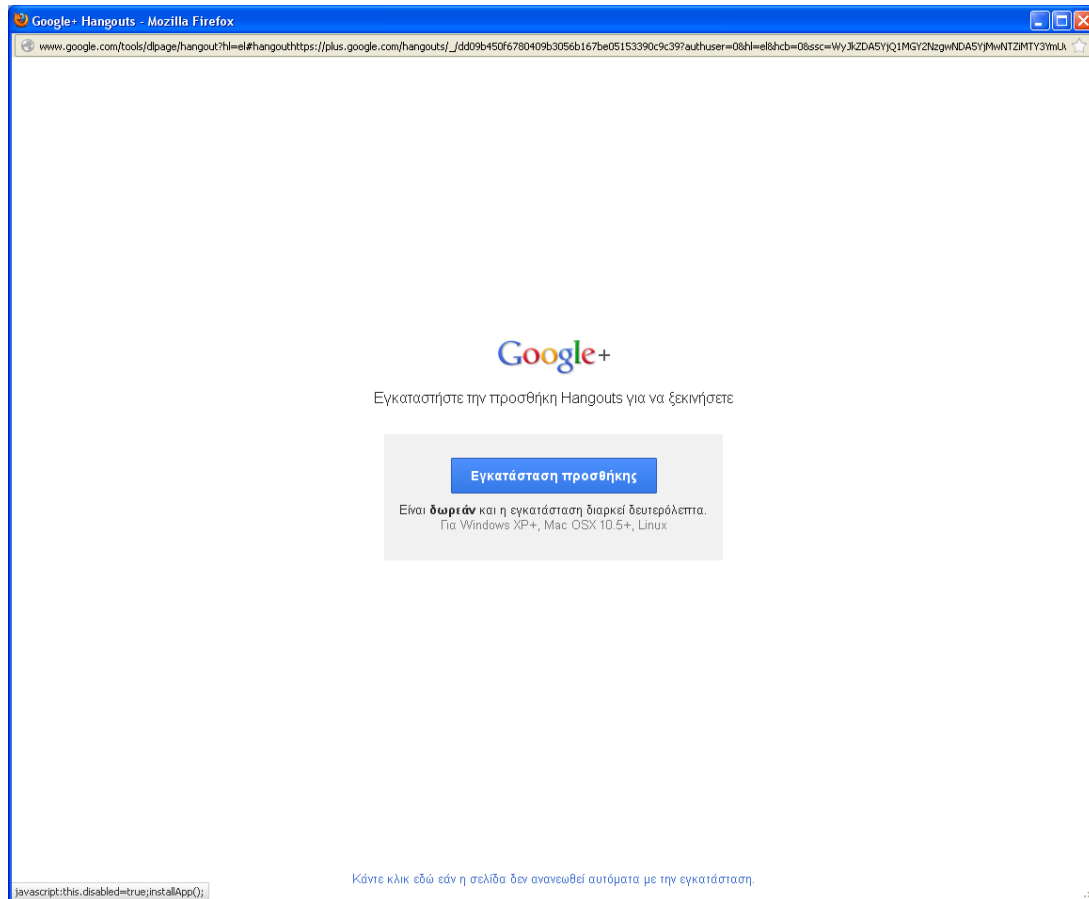 Google+ Hangouts - Mozilla Firefox
www.google.com/tools/dlpage/hangout?hl=el#hangouthttps://plus.google.com/hangouts/_/dd09b450f6780409b3056b167be05153390c9c39?authuser=0&hl=el&hcb=0&ssc=WyJkZDA5YjQ1MGY2NzgwNDA5YjMwNTZiMTY3YmUw
Google+
Εγκαταστήστε την προσθήκη Hangouts για να ξεκινήσετε
Εγκατάσταση προσθήκης
Είναι δωρεάν και η εγκατάσταση διαρκεί δευτερόλεπτα.
Για Windows XP+, Mac OSX 10.5+, Linux
Κάντε κλικ εδώ εάν η σελίδα δεν ανανεωθεί αυτόματα με την εγκατάσταση.
javascript:this.disabled=true;installApp();